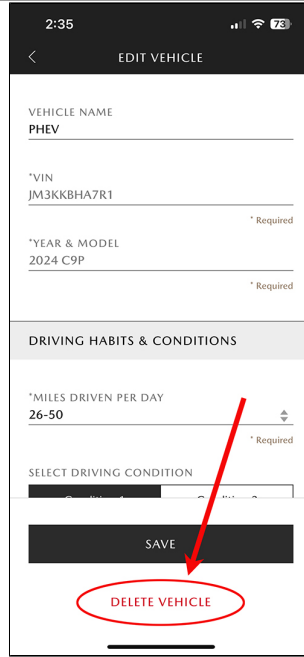 2:35
73
EDIT VEHICLE
VEHICLE NAME
PHEV
*VIN
JM3KKBHA7R1
* Required
*YEAR & MODEL
2024 C9P
* Required
DRIVING HABITS & CONDITIONS
*MILES DRIVEN PER DAY
26-50
* Required
SELECT DRIVING CONDITION
SAVE
DELETE VEHICLE